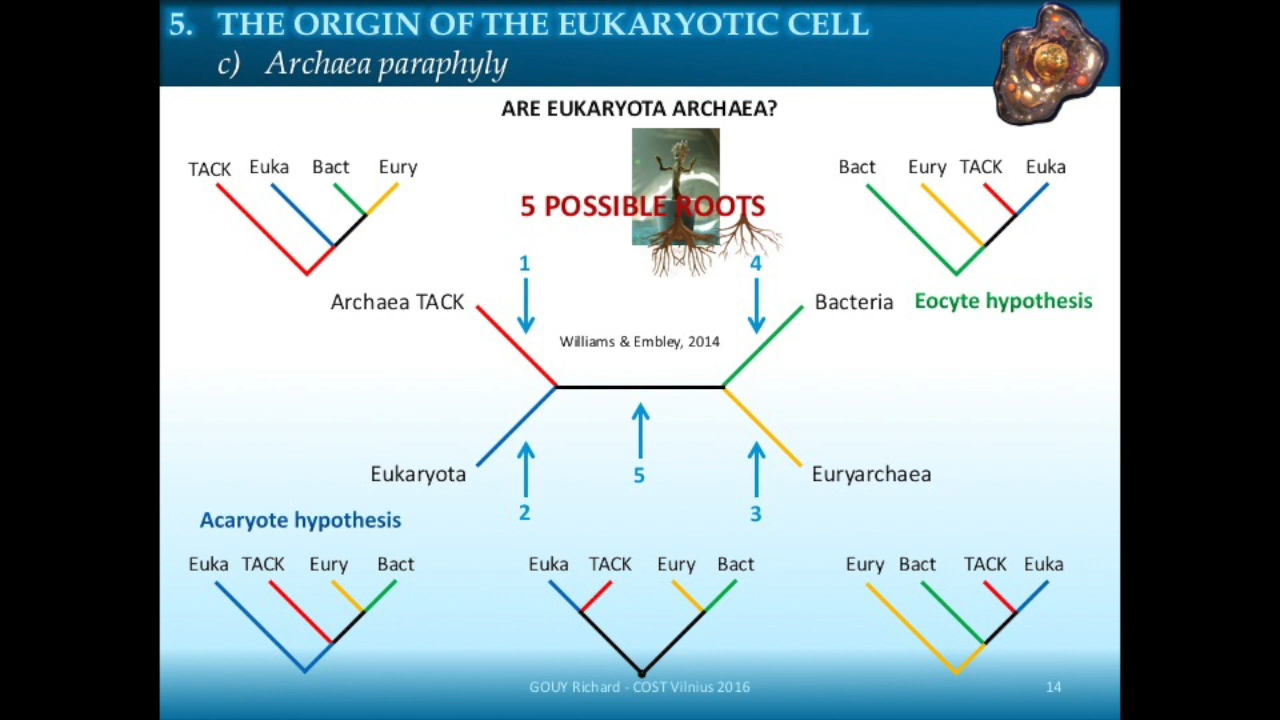 5. THE ORIGIN OF THE EUKARYOTIC CELL
c) Archaea paraphyly
ARE EUKARYOTA ARCHAEA?
TACK Euka Bact Eury
Bact Eury TACK Euka
5 POSSIBLE ROOTS
1
4
Archaea TACK
Bacteria
Eocyte hypothesis
Williams & Embley, 2014
Eukaryota
5
Euryarchaea
2
3
Acaryote hypothesis
Euka TACK Eury Bact
Euka TACK Eury Bact
Eury Bact TACK Euka
GOUY Richard - COST Vilnius 2016
14